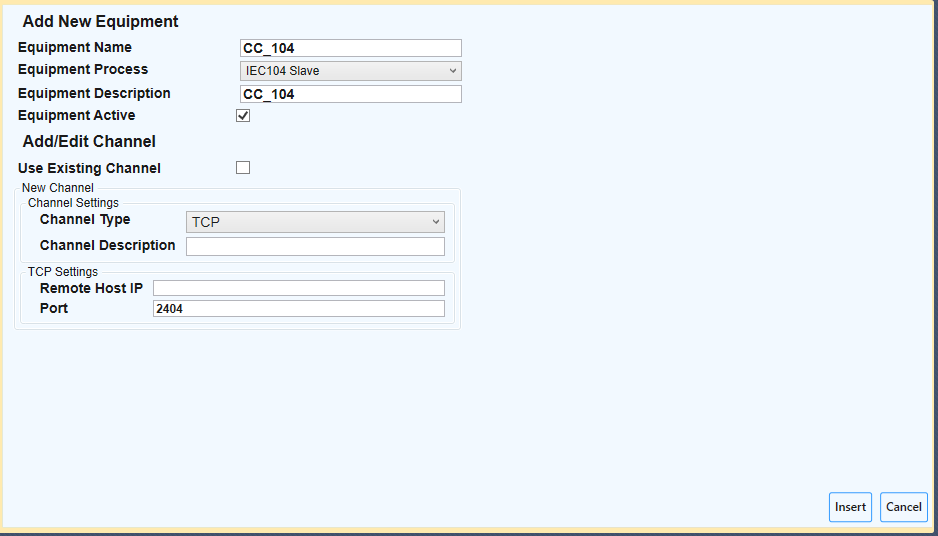 Add New Equipment
Equipment Name CC_104
Equipment Process IEC104 Slave
Equipment Description CC_104
Equipment Active
Add/Edit Channel
Use Existing Channel
New Channel
Channel Settings
Channel Type TCP
Channel Description
TCP Settings
Remote Host IP
Port 2404
Insert Cancel